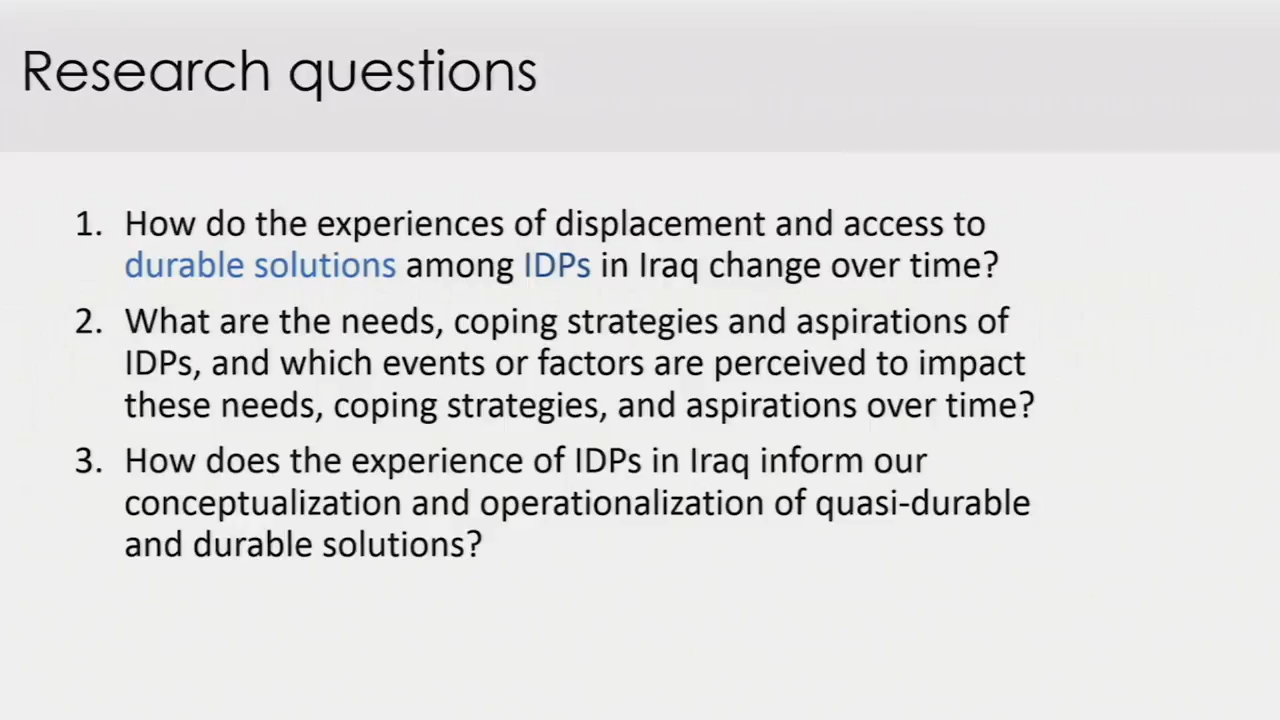 Research questions
1. How do the experiences of displacement and access to
durable solutions among IDPs in Iraq change over time?
2. What are the needs, coping strategies and aspirations of
IDPs, and which events or factors are perceived to impact
these needs, coping strategies, and aspirations over time?
3. How does the experience of IDPs in Iraq inform our
conceptualization and operationalization of quasi-durable
and durable solutions?